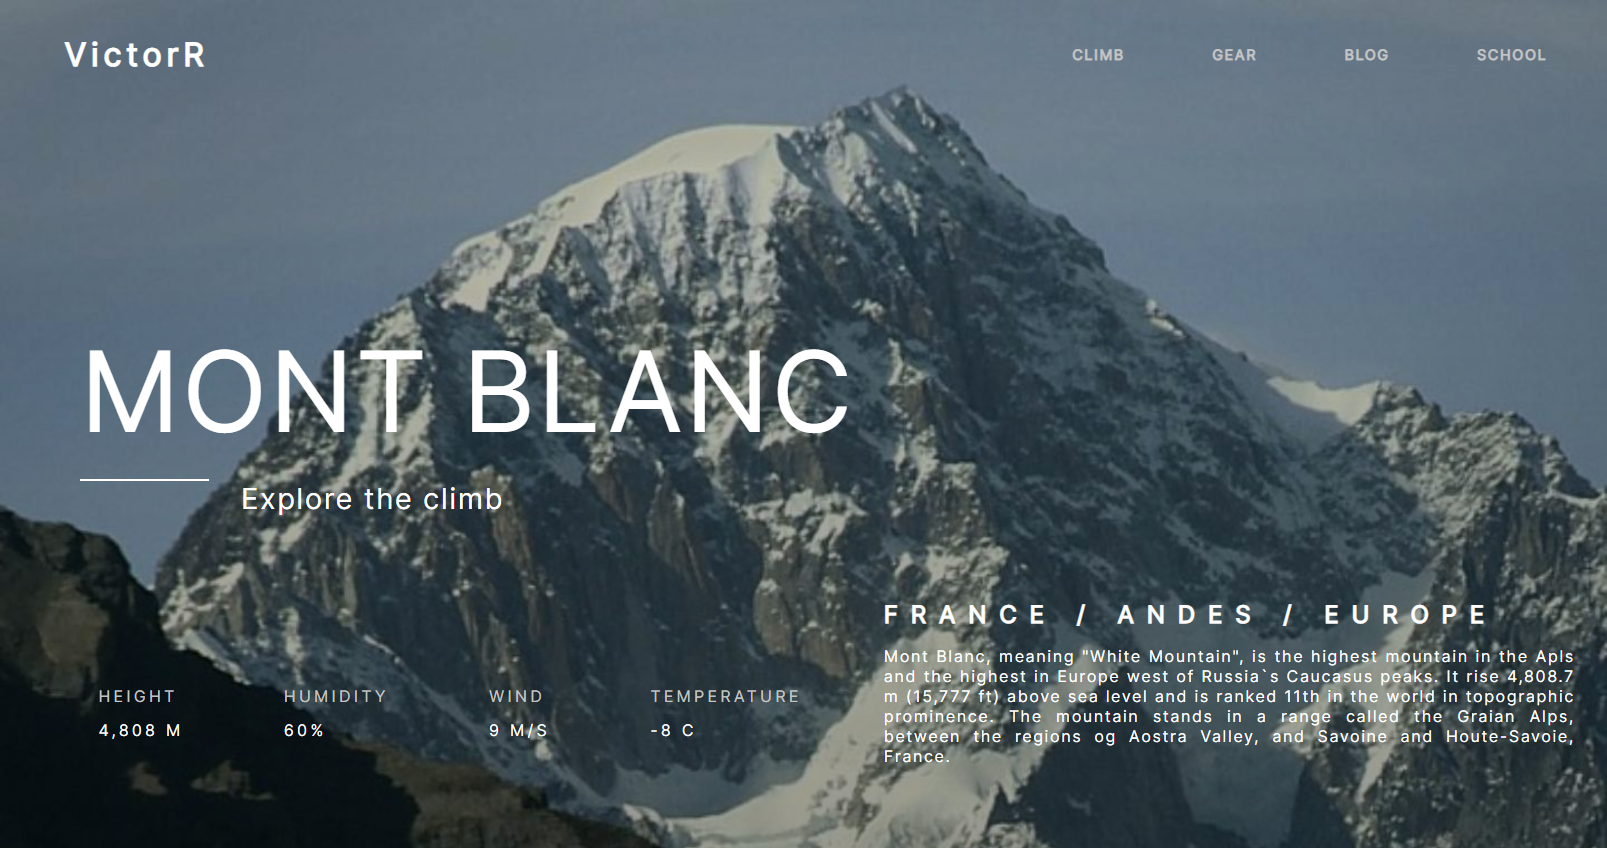 VictorR
CLIMB
GEAR
BLOG
SCHOOL
MONT BLANC
Explore the climb
FRANCE / ANDES / EUROPE
Mont Blanc, meaning "White Mountain", is the highest mountain in the Apls
and the highest in Europe west of Russia`s Caucasus peaks. It rise 4,808.7
m (15,777 ft) above sea level and is ranked 11th in the world in topographic
prominence. The mountain stands in a range called the Graian Alps,
between the regions og Aostra Valley, and Savoine and Houte-Savoie,
France.
HEIGHT
4,808 M
HUMIDITY
60%
WIND
9 M/S
TEMPERATURE
-8 C